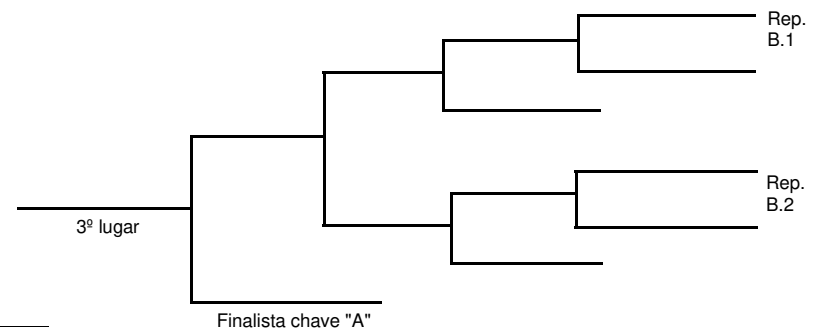 Rep.
B.1
Rep.
B.2
3º lugar
Finalista chave "A"